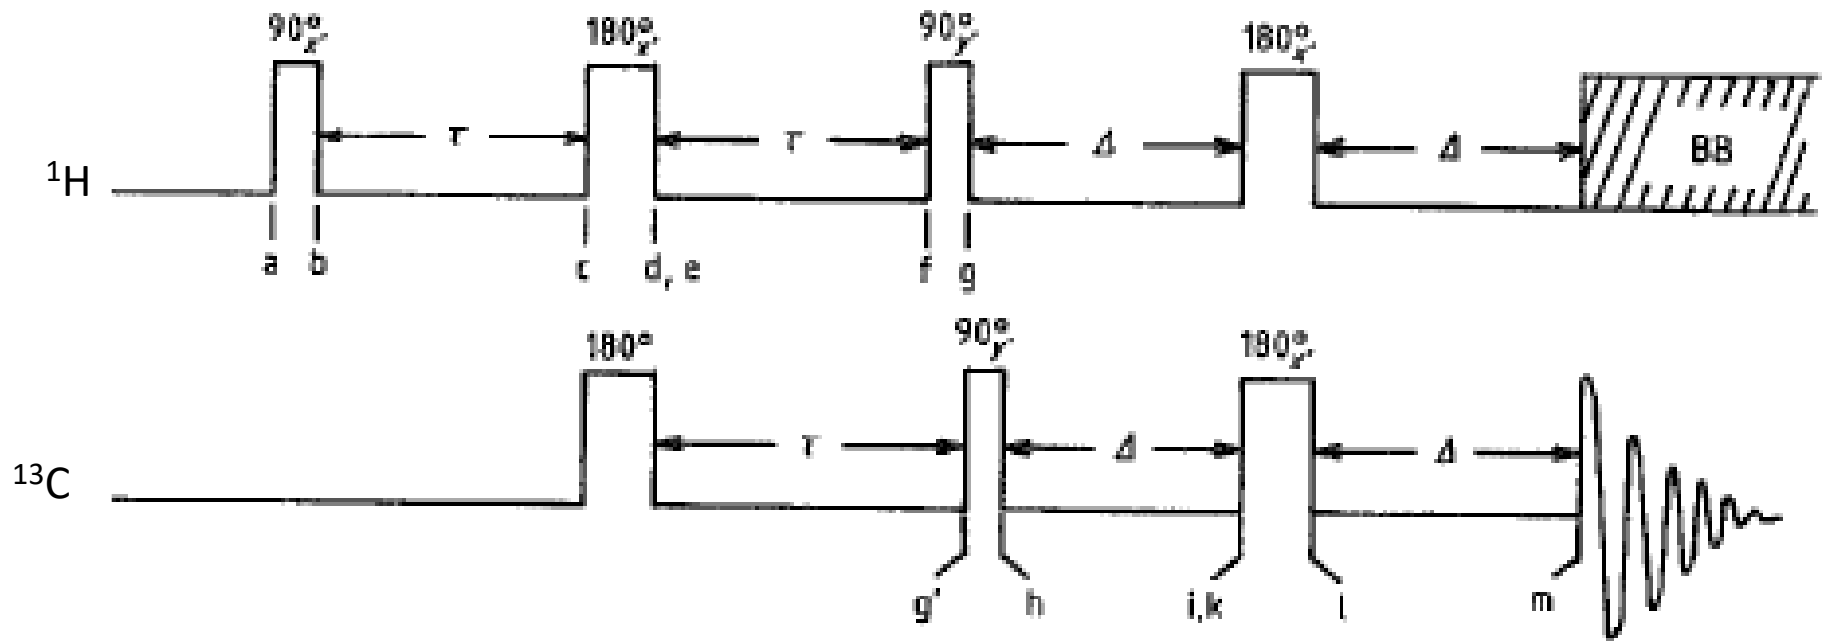 90°x' 180°x' 90°y' 180°x'
τ τ Δ Δ BB
¹H
a b c d, e f g
180° 90°y' 180°x'
τ Δ Δ
¹³C
g' h i,k l m